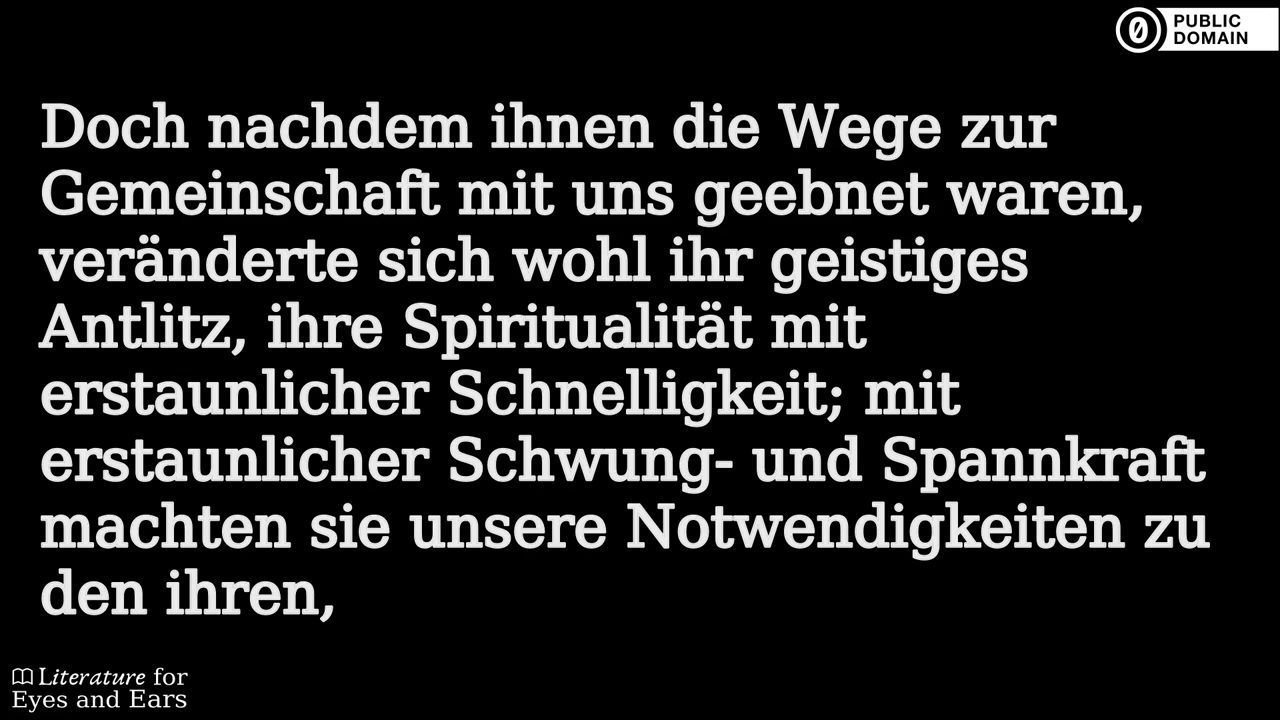 PUBLIC
DOMAIN
Doch nachdem ihnen die Wege zur
Gemeinschaft mit uns geebnet waren,
veränderte sich wohl ihr geistiges
Antlitz, ihre Spiritualität mit
erstaunlicher Schnelligkeit; mit
erstaunlicher Schwung- und Spannkraft
machten sie unsere Notwendigkeiten zu
den ihren,
Literature for
Eyes and Ears